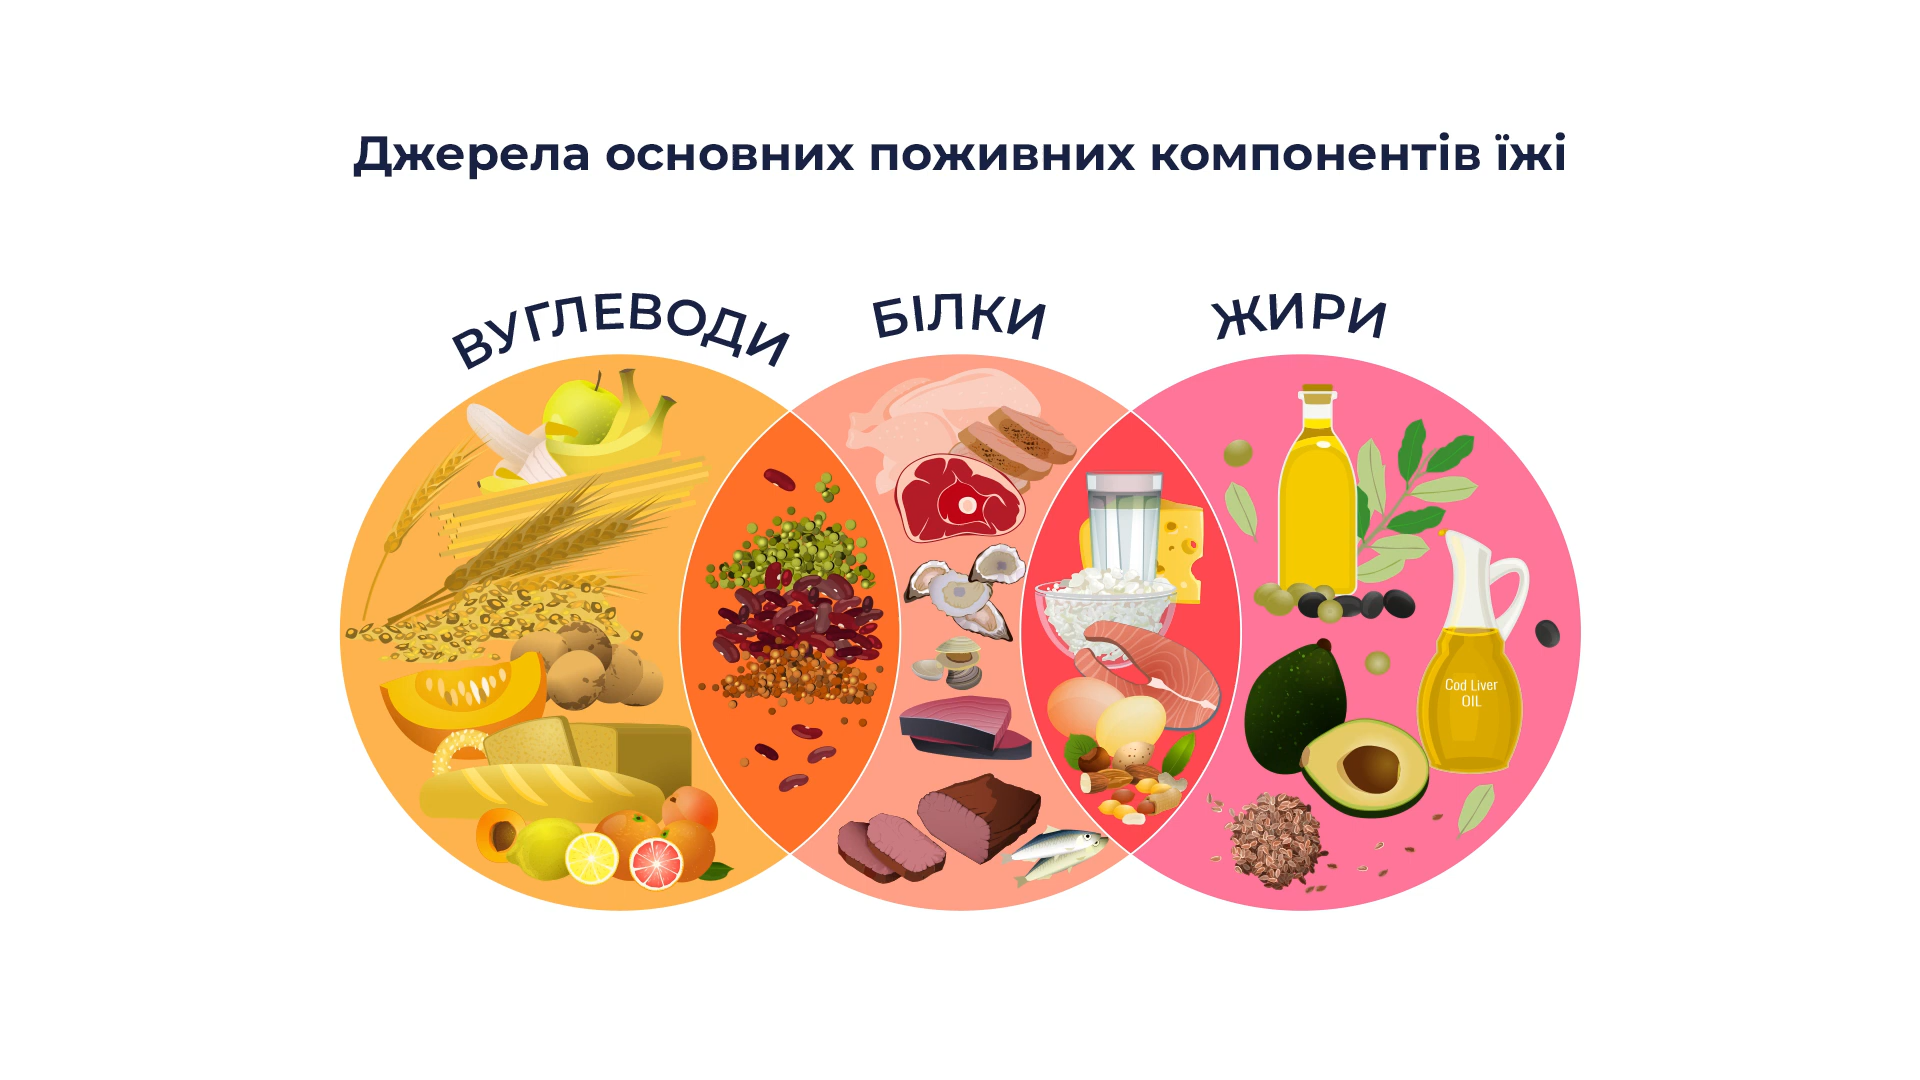 Джерела основних поживних компонентів їжі
ВУГЛЕВОДИ
БІЛКИ
ЖИРИ
Cod Liver
OIL